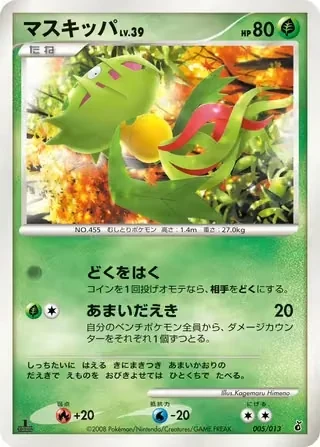 マスキッパ LV.39 HP 80
たね
NO.455 むしとりポケモン 高さ：1.4m 重さ：27.0kg
どくをはく
コインを1回投げオモテなら、相手をどくにする。
あまいだえき 20
自分のベンチポケモン全員から、ダメージカウン
ターをそれぞれ1個ずつとる。
しっちたいに はえる きにまきつき あまいかおりの
だえきで えものを おびきよせては ひとくちで たべる。
Illus.Kagemaru Himeno
弱点 抵抗力 にげる
+20 -20 005/013
©2008 Pokémon/Nintendo/Creatures/GAME FREAK.